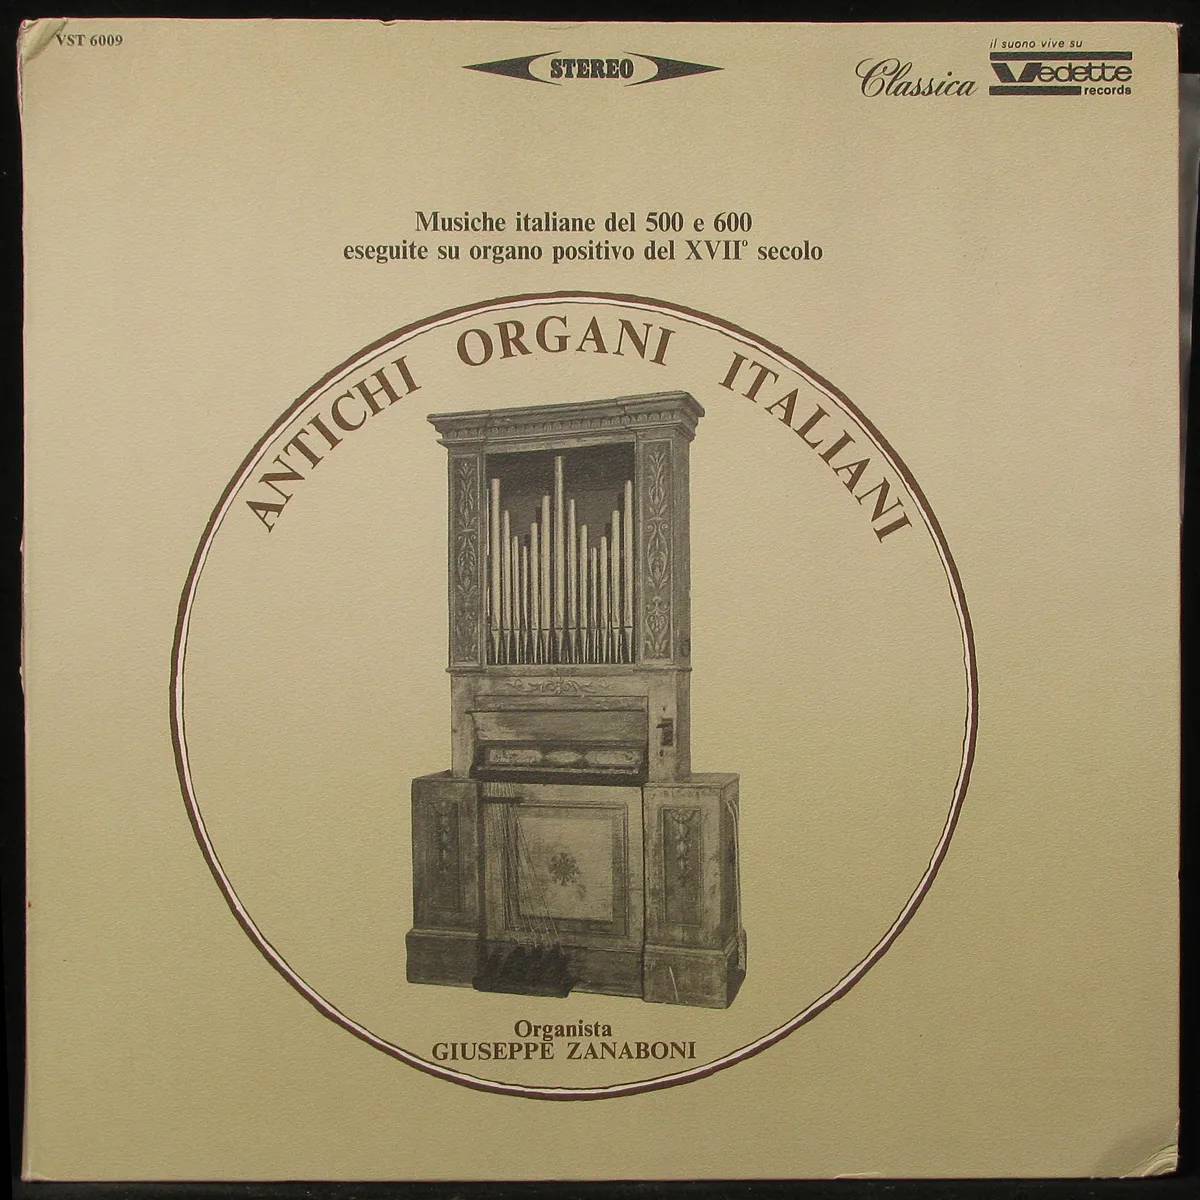 VST 6009
STEREO
Classica
il suono vive su
Vedette
records
Musiche italiane del 500 e 600
eseguite su organo positivo del XVII° secolo
ANTICHI ORGANI ITALIANI
Organista
GIUSEPPE ZANABONI